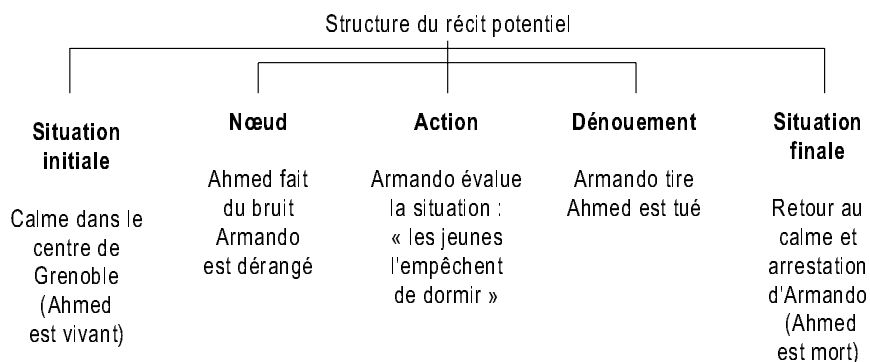 Structure du récit potentiel
Situation
initiale
Calme dans le
centre de
Grenoble
(Ahmed
est vivant)
Nœud
Ahmed fait
du bruit
Armando
est dérangé
Action
Armando évalue
la situation :
« les jeunes
l'empêchent
de dormir »
Dénouement
Armando tire
Ahmed est tué
Situation
finale
Retour au
calme et
arrestation
d'Armando
(Ahmed
est mort)